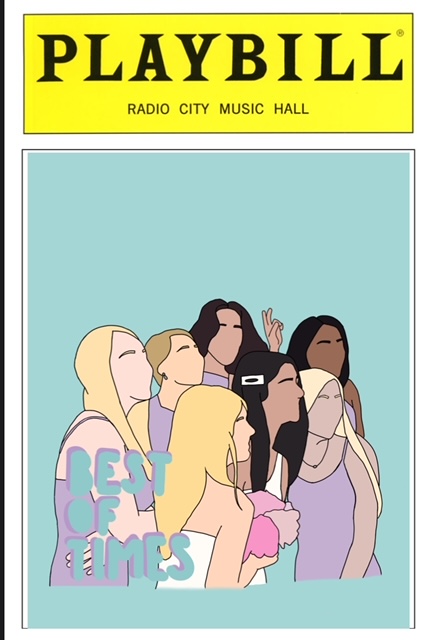 PLAYBILL®
RADIO CITY MUSIC HALL
BEST
OF
TIMES